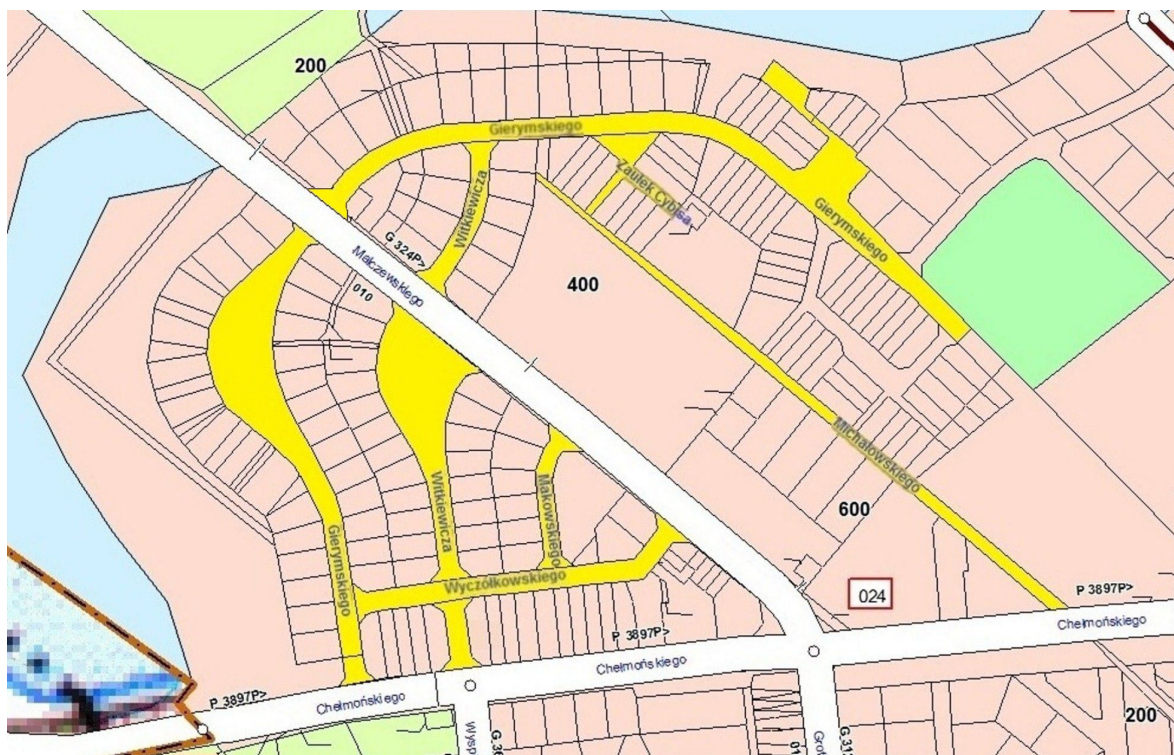 200
Gierymskiego
Zaułek Cybisa
Witkiewicza
Gierymskiego
G 324P>
Malczewskiego
010
400
Michałowskiego
Gierymskiego
Witkiewicza
Makowskiego
600
Wyczółkowskiego
024
P 3897P>
P 3897P>
Chełmońskiego
Chełmońskiego
P 3897P>
Chełmońskiego
200